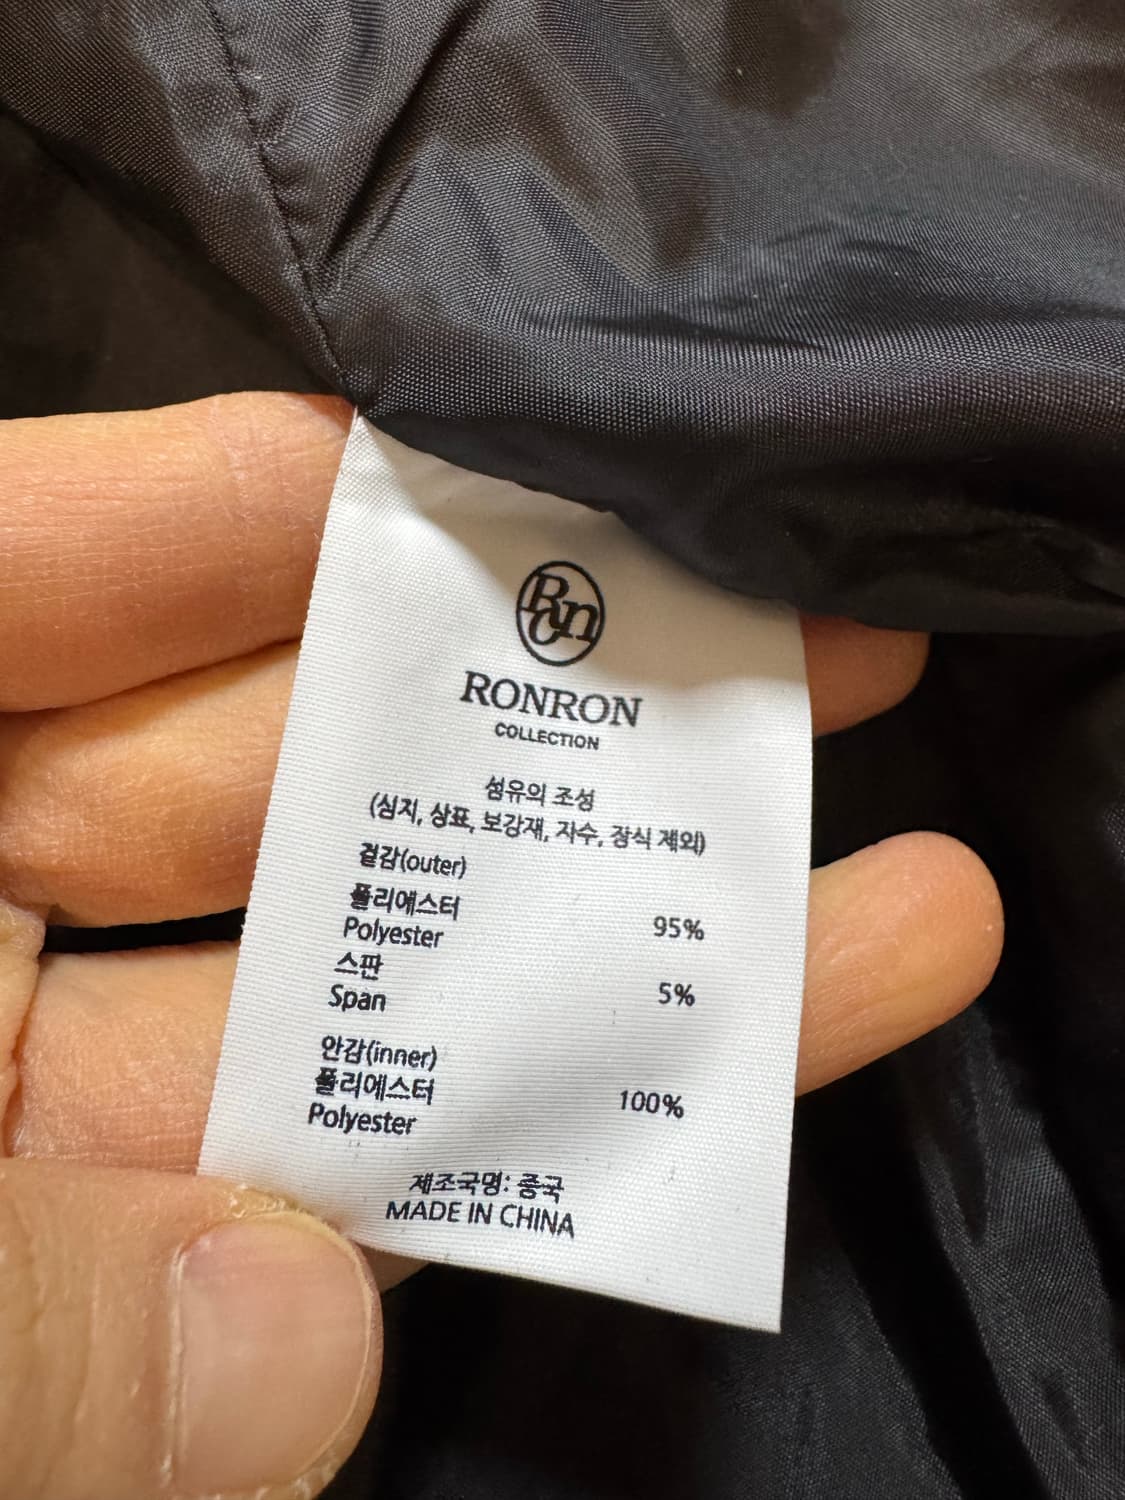 Ron
RONRON
COLLECTION
섬유의 조성
(심지, 상표, 보강재, 자수, 장식 제외)
겉감(outer)
폴리에스터
Polyester 95%
스판
Span 5%
안감(inner)
폴리에스터
Polyester 100%
제조국명: 중국
MADE IN CHINA